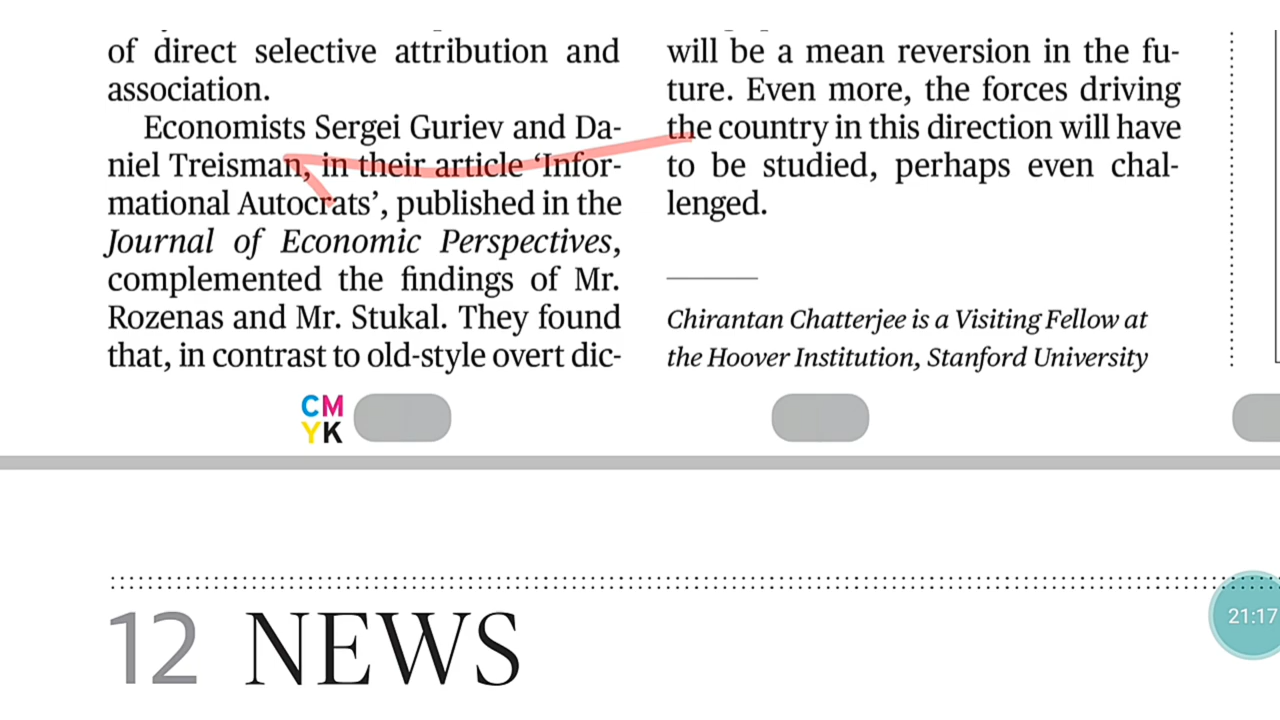 of direct selective attribution and
association.
Economists Sergei Guriev and Da-
niel Treisman, in their article ‘Infor-
mational Autocrats’, published in the
Journal of Economic Perspectives,
complemented the findings of Mr.
Rozenas and Mr. Stukal. They found
that, in contrast to old-style overt dic-
will be a mean reversion in the fu-
ture. Even more, the forces driving
the country in this direction will have
to be studied, perhaps even chal-
lenged.
Chirantan Chatterjee is a Visiting Fellow at
the Hoover Institution, Stanford University
CM
YK
12 NEWS
21:17